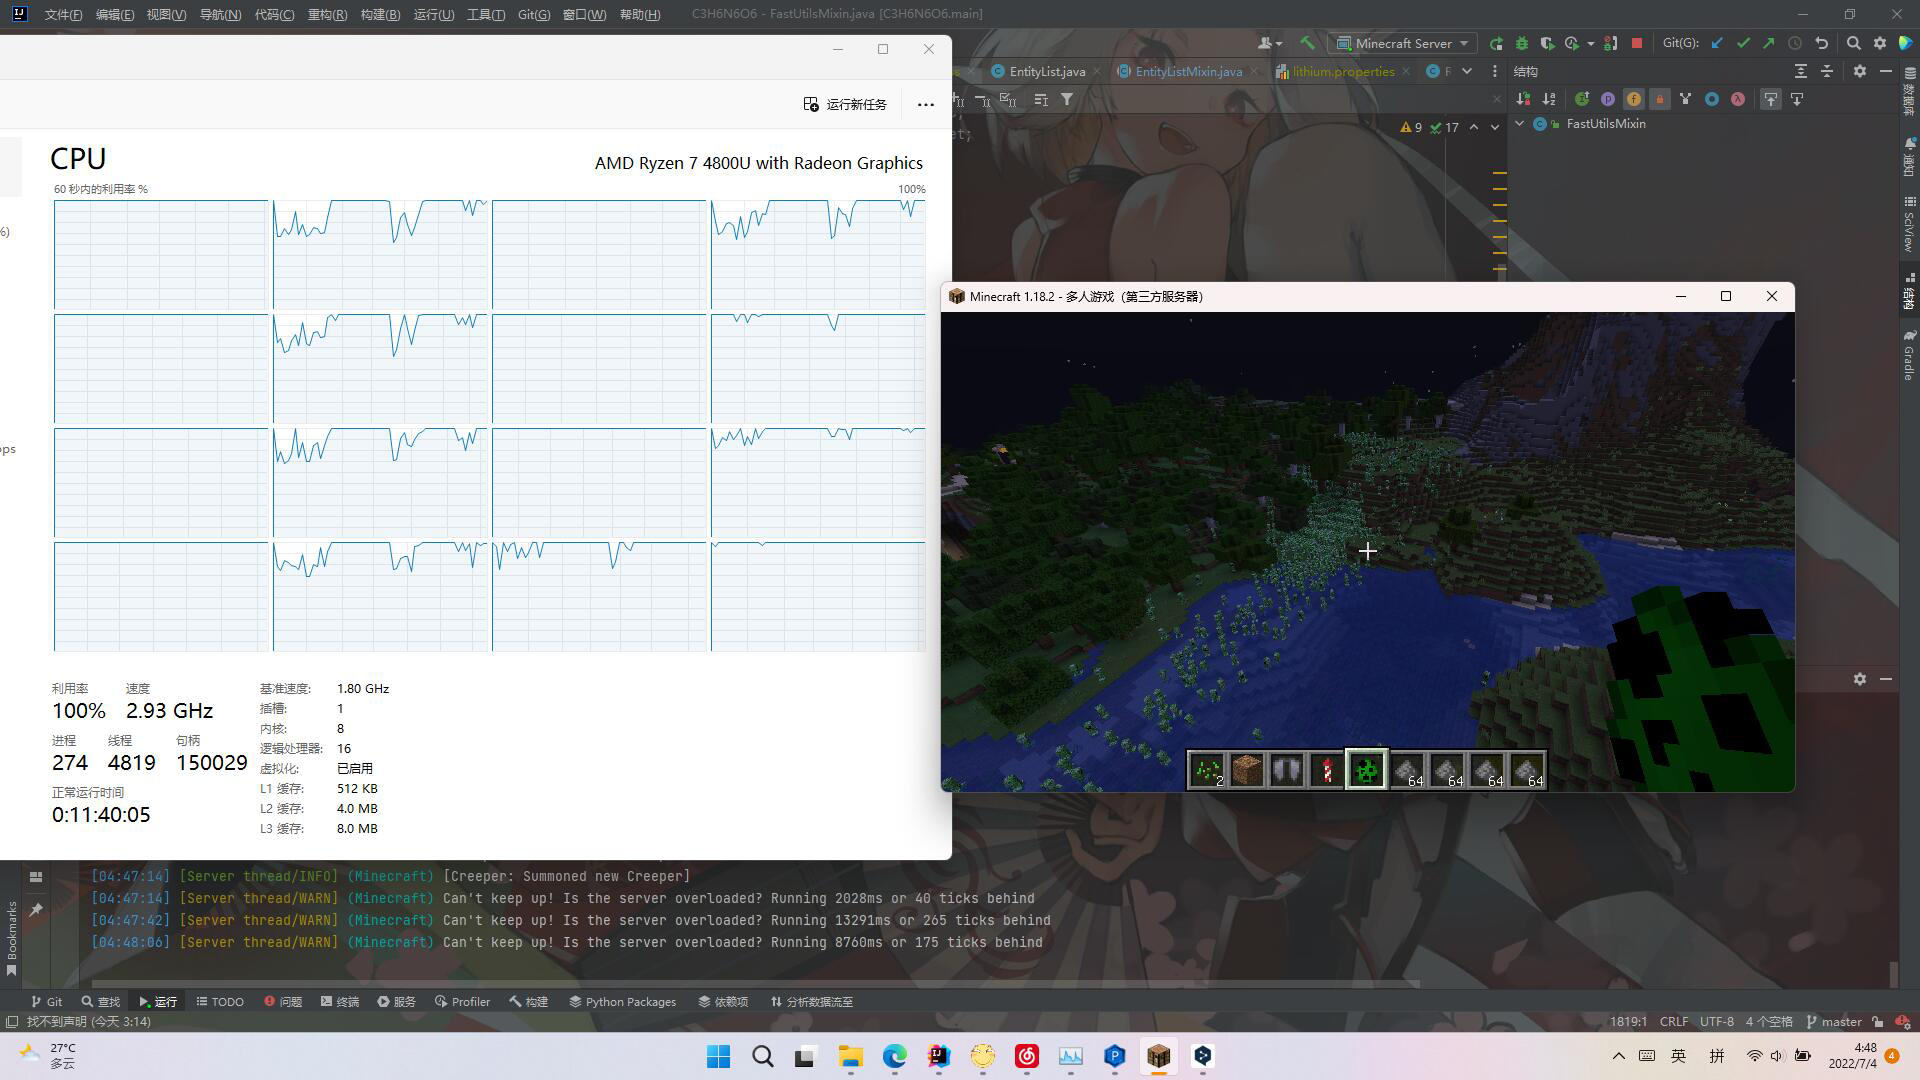 文件(F) 编辑(E) 视图(V) 导航(N) 代码(C) 重构(R) 构建(B) 运行(U) 工具(T) Git(G) 窗口(W) 帮助(H) C3H6N6O6 - FastUtilsMixin.java [C3H6N6O6.main]
Minecraft Server Git(G):
EntityList.java EntityListMixin.java lithium.properties 结构
运行新任务
et;
9 17
FastUtilsMixin
CPU
AMD Ryzen 7 4800U with Radeon Graphics
60 秒内的利用率 % 100%
%)
ops
利用率 速度
100% 2.93 GHz
进程 线程 句柄
274 4819 150029
正常运行时间
0:11:40:05
基准速度: 1.80 GHz
插槽: 1
内核: 8
逻辑处理器: 16
虚拟化: 已启用
L1 缓存: 512 KB
L2 缓存: 4.0 MB
L3 缓存: 8.0 MB
Minecraft 1.18.2 - 多人游戏（第三方服务器）
2 64 64 64 64
数据库
通知
SciView
结构
Gradle
Bookmarks
[04:47:14] [Server thread/INFO] (Minecraft) [Creeper: Summoned new Creeper]
[04:47:14] [Server thread/WARN] (Minecraft) Can't keep up! Is the server overloaded? Running 2028ms or 40 ticks behind
[04:47:42] [Server thread/WARN] (Minecraft) Can't keep up! Is the server overloaded? Running 13291ms or 265 ticks behind
[04:48:06] [Server thread/WARN] (Minecraft) Can't keep up! Is the server overloaded? Running 8760ms or 175 ticks behind
Git 查找 运行 TODO 问题 终端 服务 Profiler 构建 Python Packages 依赖项 分析数据流至
找不到声明 (今天 3:14) 1819:1 CRLF UTF-8 4 个空格 master
27°C
多云
英 拼 4:48
2022/7/4 4